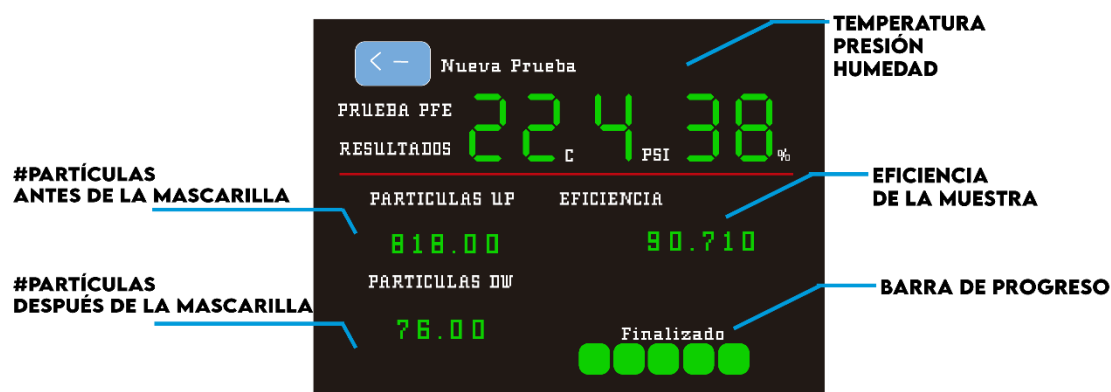 TEMPERATURA
PRESIÓN
HUMEDAD
< - Nueva Prueba
PRUEBA PFE
RESULTADOS
22 C 4 PSI 38 %
#PARTÍCULAS
ANTES DE LA MASCARILLA
PARTICULAS UP
EFICIENCIA
EFICIENCIA
DE LA MUESTRA
818.00
90.710
#PARTÍCULAS
DESPUÉS DE LA MASCARILLA
PARTICULAS DW
76.00
BARRA DE PROGRESO
Finalizado